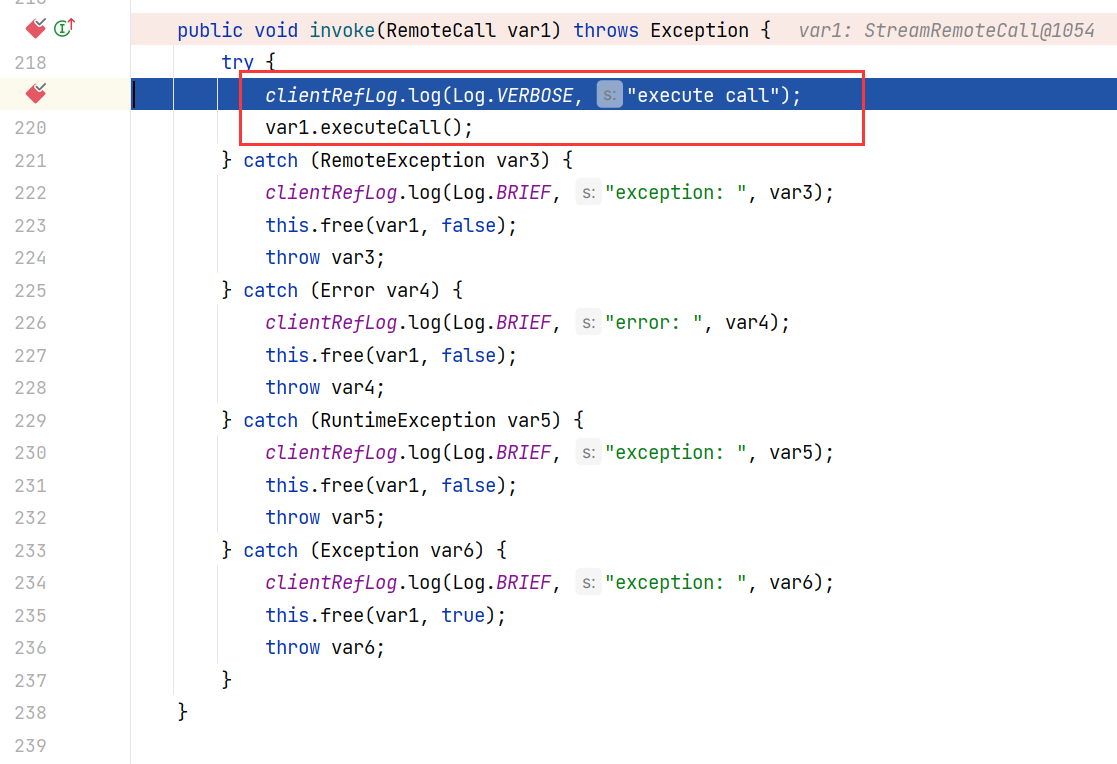 public void invoke(RemoteCall var1) throws Exception { var1: StreamRemoteCall@1054
218 try {
clientRefLog.log(Log.VERBOSE, s: "execute call");
220 var1.executeCall();
221 } catch (RemoteException var3) {
222 clientRefLog.log(Log.BRIEF, s: "exception: ", var3);
223 this.free(var1, false);
224 throw var3;
225 } catch (Error var4) {
226 clientRefLog.log(Log.BRIEF, s: "error: ", var4);
227 this.free(var1, false);
228 throw var4;
229 } catch (RuntimeException var5) {
230 clientRefLog.log(Log.BRIEF, s: "exception: ", var5);
231 this.free(var1, false);
232 throw var5;
233 } catch (Exception var6) {
234 clientRefLog.log(Log.BRIEF, s: "exception: ", var6);
235 this.free(var1, true);
236 throw var6;
237 }
238 }
239